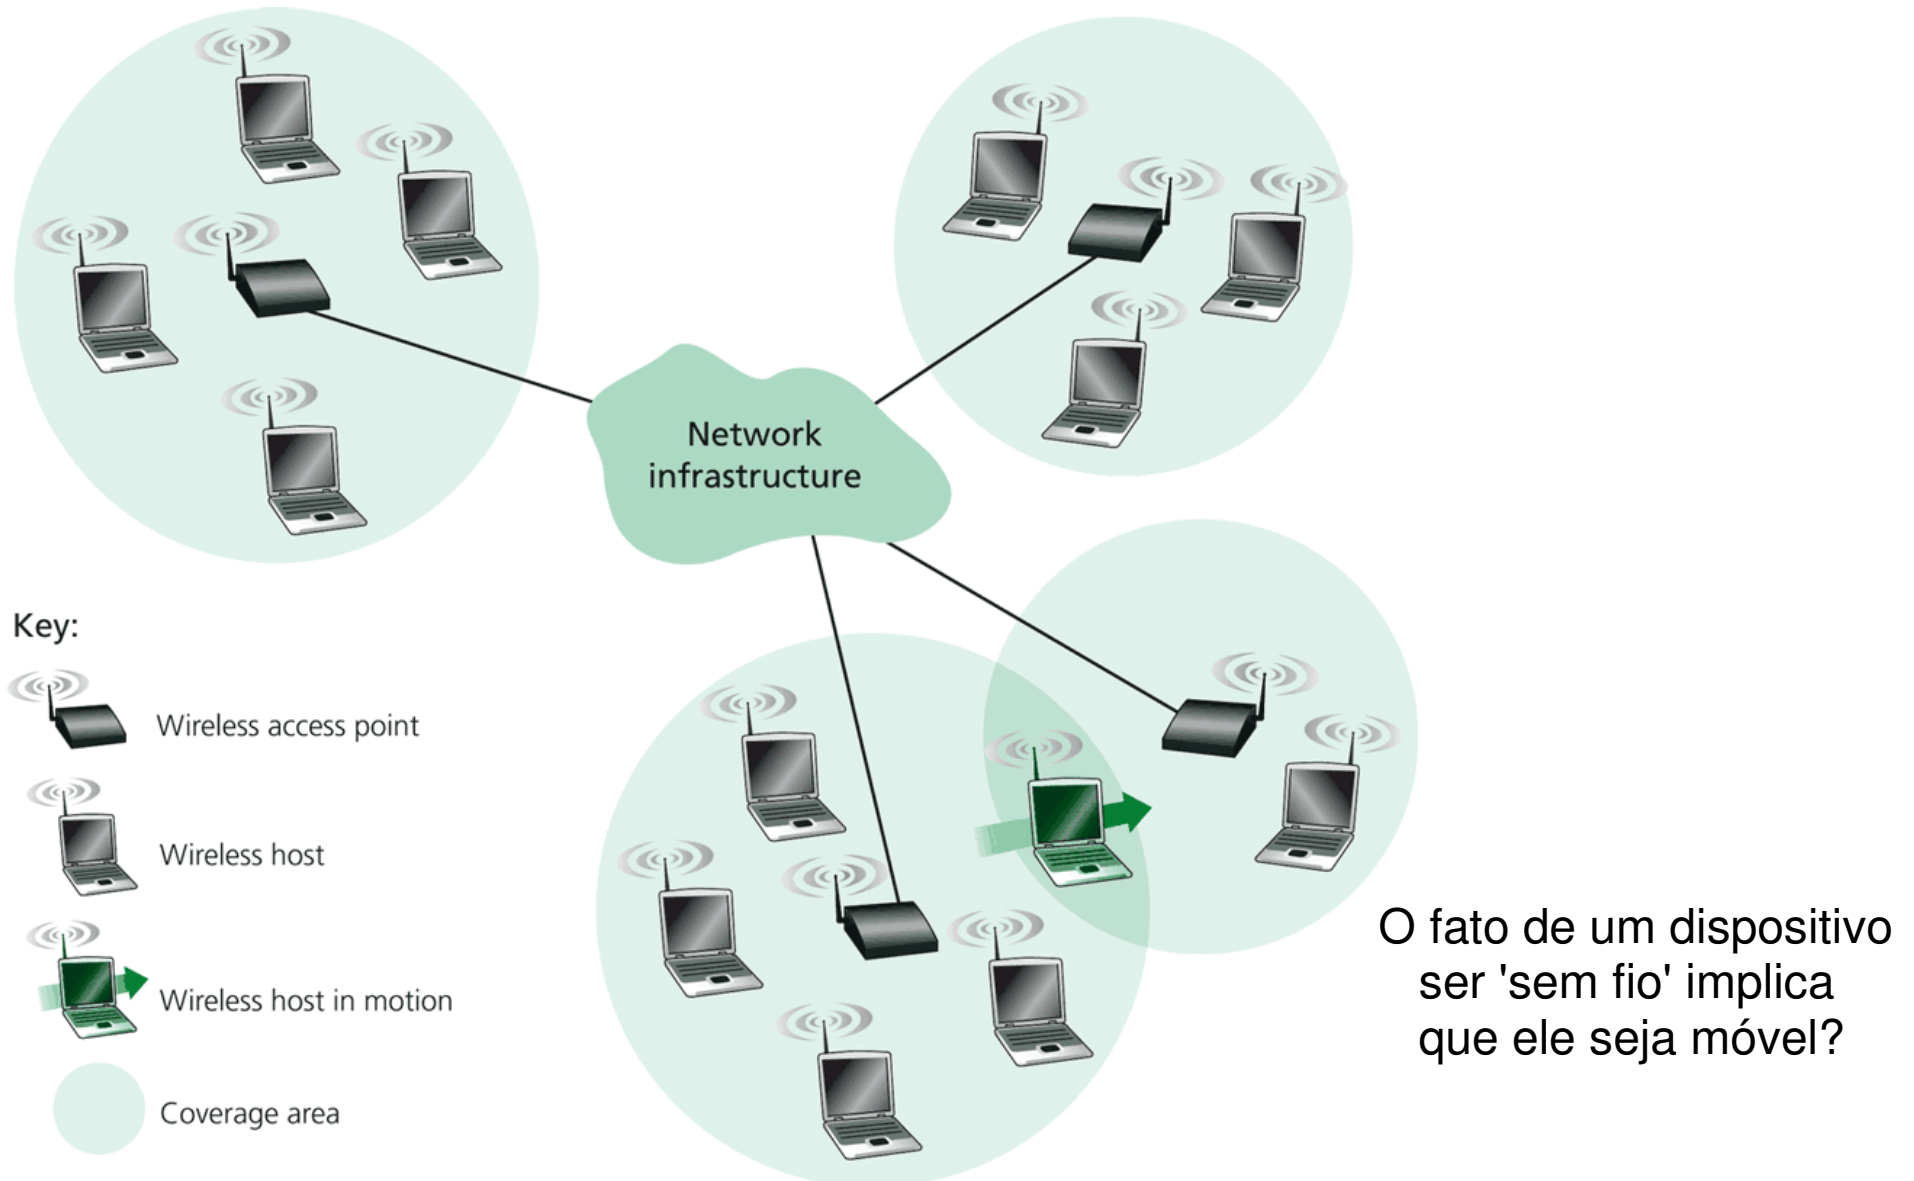 Network
infrastructure
Key:
Wireless access point
Wireless host
Wireless host in motion
Coverage area
O fato de um dispositivo
ser 'sem fio' implica
que ele seja móvel?